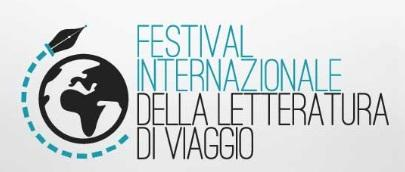 FESTIVAL
INTERNAZIONALE
DELLA LETTERATURA
DI VIAGGIO